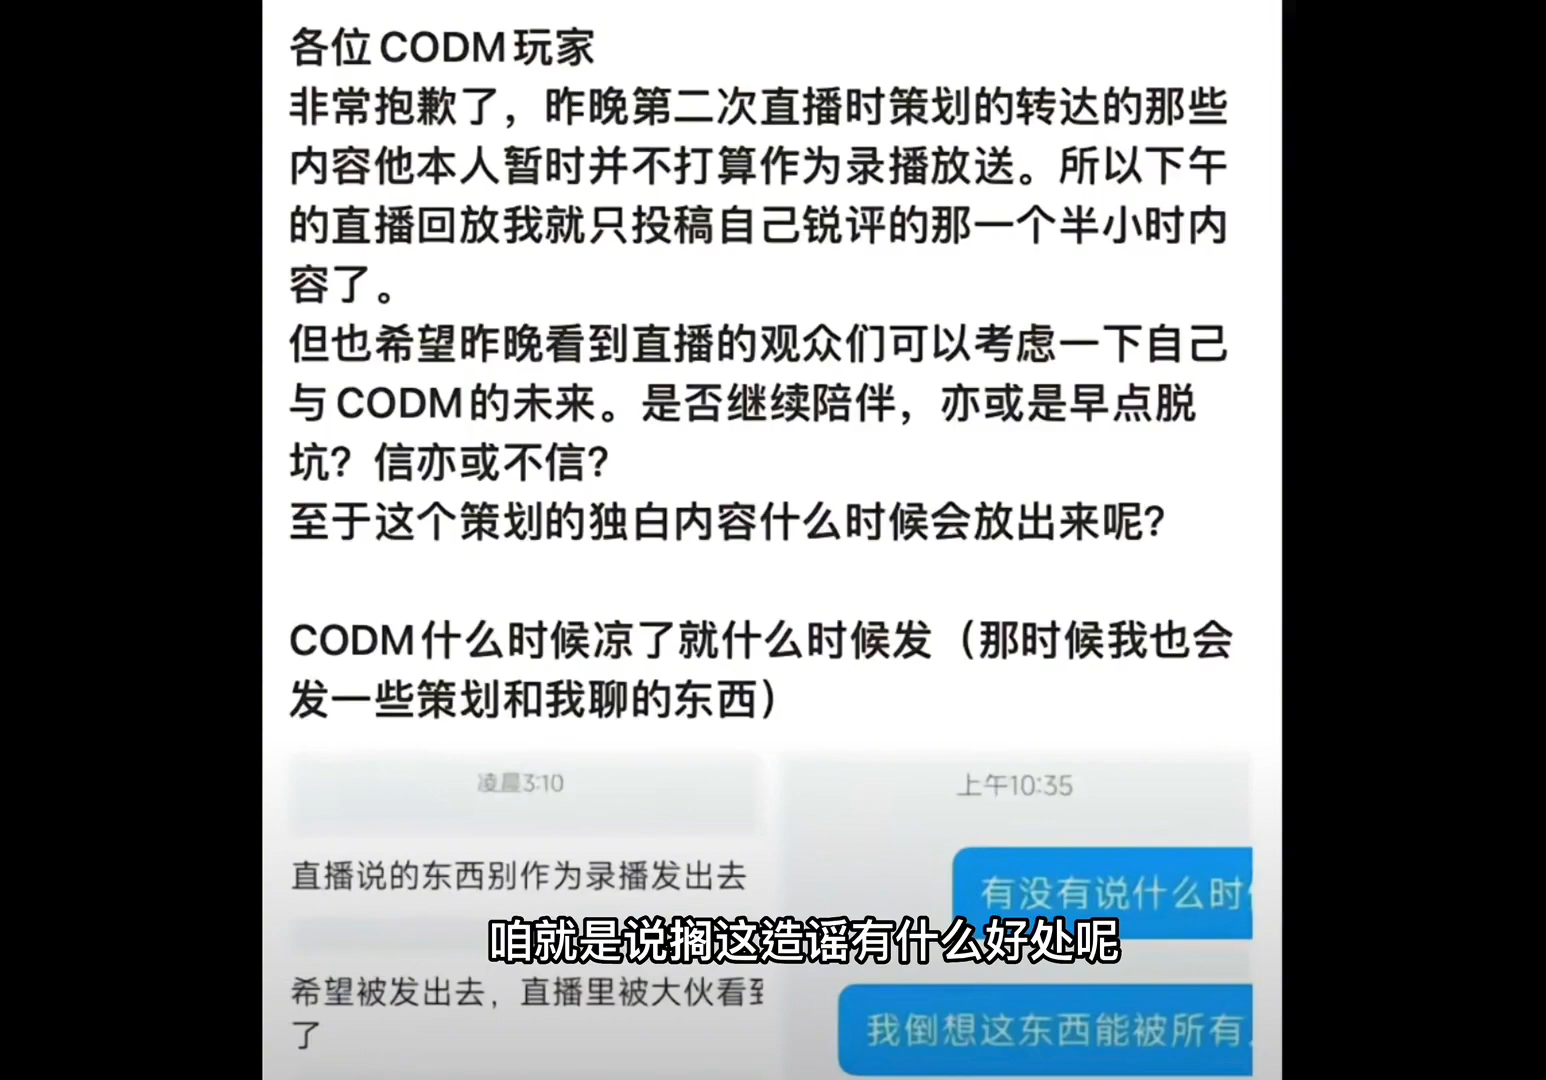 各位CODM玩家
非常抱歉了，昨晚第二次直播时策划的转达的那些
内容他本人暂时并不打算作为录播放送。所以下午
的直播回放我就只投稿自己锐评的那一个半小时内
容了。
但也希望昨晚看到直播的观众们可以考虑一下自己
与CODM的未来。是否继续陪伴，亦或是早点脱
坑？信亦或不信？
至于这个策划的独白内容什么时候会放出来呢？
CODM什么时候凉了就什么时候发（那时候我也会
发一些策划和我聊的东西）
凌晨3:10
直播说的东西别作为录播发出去
希望被发出去，直播里被大伙看到
了
上午10:35
有没有说什么时
我倒想这东西能被所有
咱就是说搁这造谣有什么好处呢